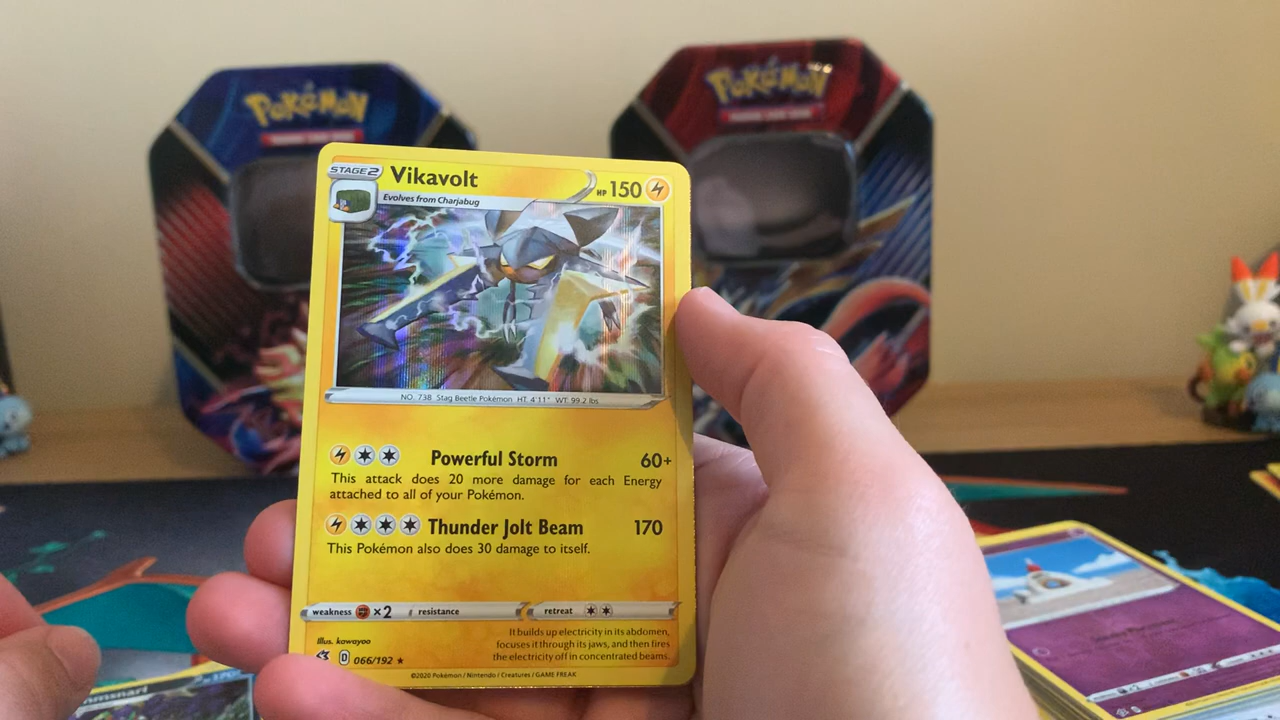 POKéMON
POKéMON
STAGE 2
Vikavolt
HP 150
Evolves from Charjabug
NO. 738 Stag Beetle Pokémon HT. 4'11" WT. 99.2 lbs
Powerful Storm 60+
This attack does 20 more damage for each Energy
attached to all of your Pokémon.
Thunder Jolt Beam 170
This Pokémon also does 30 damage to itself.
weakness ×2 resistance retreat
Illus. kawayoo
It builds up electricity in its abdomen,
focuses it through its jaws, and then fires
the electricity off in concentrated beams.
D 066/192 ★
©2020 Pokémon / Nintendo / Creatures / GAME FREAK